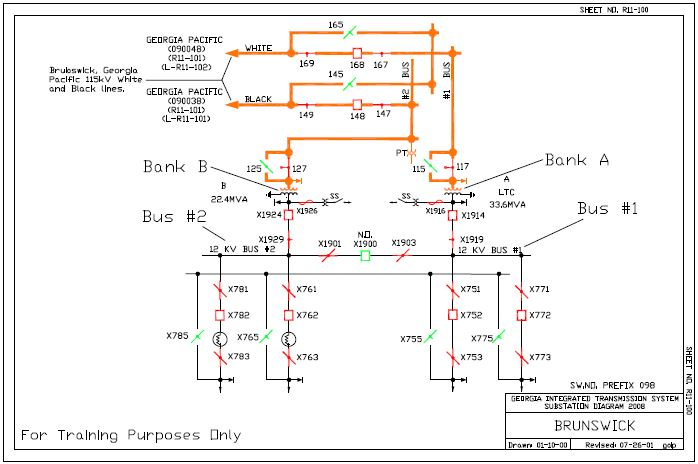 SHEET NO. R11-100
165
GEORGIA PACIFIC
(090048)
(R11-101)
(L-R11-102)
WHITE
169
168
167
BUS
BUS
#2
#1
Brunswick, Georgia
Pacific 115kV White
and Black lines.
145
GEORGIA PACIFIC
(090038)
(R11-101)
(L-R11-101)
BLACK
149
148
147
PT
Bank B
125
127
115
117
Bank A
B
22.4MVA
A
LTC
33.6MVA
SS
SS
X1926
X1916
X1924
X1914
Bus #2
Bus #1
X1929
X1919
N.O.
X1901
X1900
X1903
12 KV BUS #2
12 KV BUS #1
X781
X761
X751
X771
X782
X762
X752
X772
X785
X765
X755
X775
X783
X763
X753
X773
SW.NO. PREFIX 098
GEORGIA INTEGRATED TRANSMISSION SYSTEM
SUBSTATION DIAGRAM 2008
BRUNSWICK
Drawn: 01-10-00
Revised: 07-26-01
gdp
For Training Purposes Only
SHEET NO. R11-100